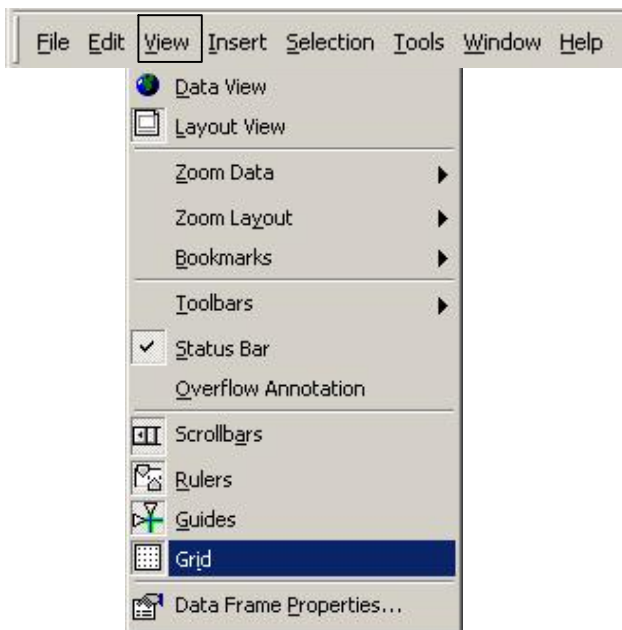 File Edit View Insert Selection Tools Window Help
Data View
Layout View
Zoom Data
Zoom Layout
Bookmarks
Toolbars
Status Bar
Overflow Annotation
Scrollbars
Rulers
Guides
Grid
Data Frame Properties...